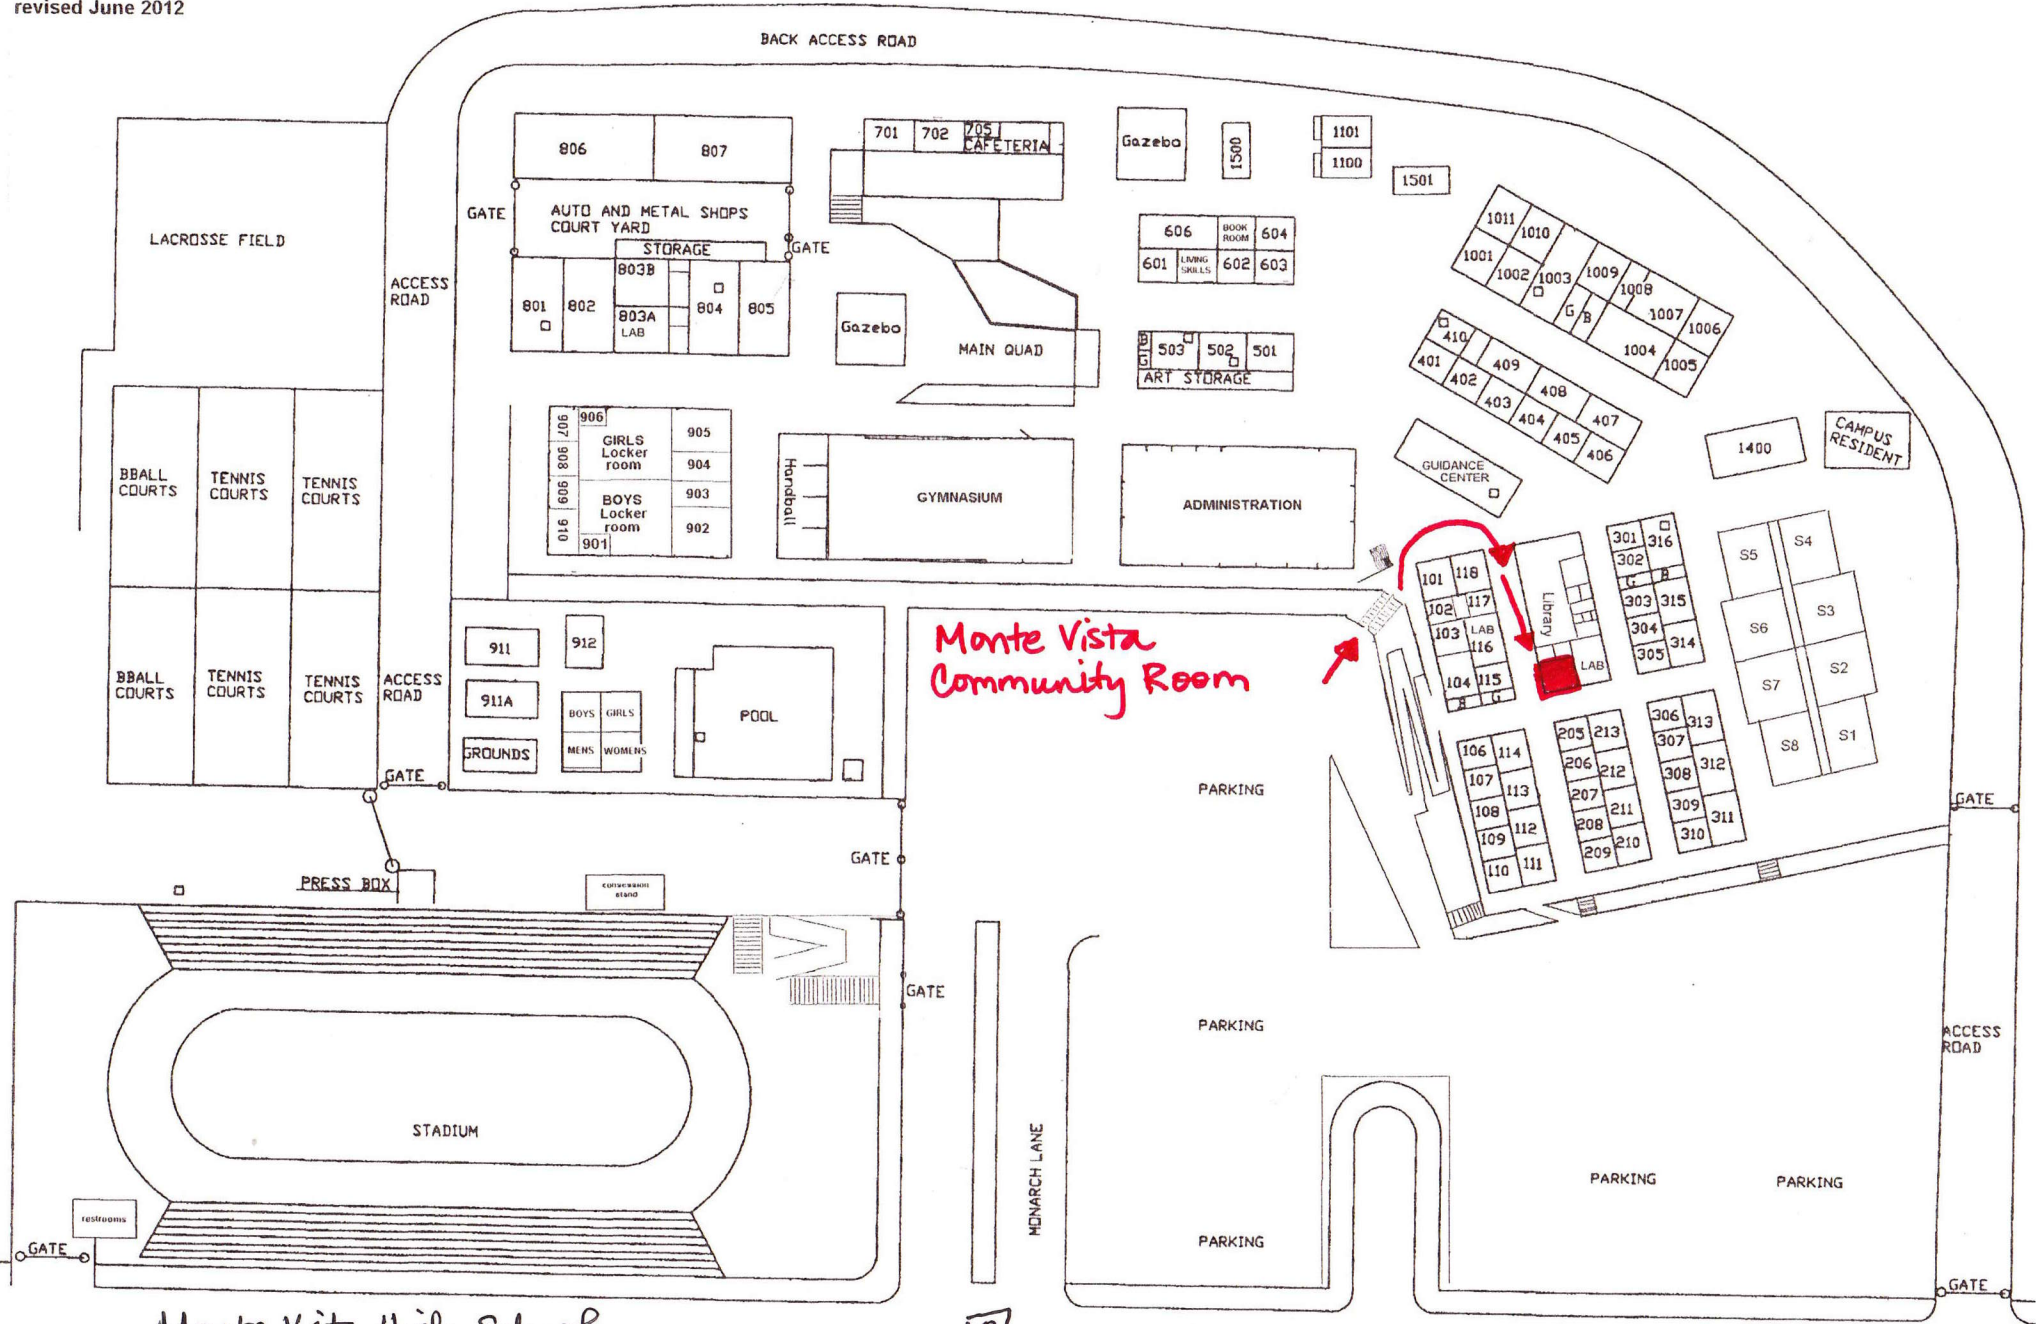 revised June 2012
BACK ACCESS ROAD
806
807
701
702
705
CAFETERIA
Gazebo
1500
1101
1100
1501
GATE
AUTO AND METAL SHOPS
COURT YARD
STORAGE
GATE
LACROSSE FIELD
ACCESS
ROAD
801
802
803B
803A
LAB
804
805
Gazebo
MAIN QUAD
606
BOOK
ROOM
604
601
LIVING
SKILLS
602
603
B
G
503
502
501
ART STORAGE
1011
1010
1001
1002
1003
1009
1008
1007
1006
G
B
1004
1005
410
409
408
407
401
402
403
404
405
406
GUIDANCE
CENTER
1400
CAMPUS
RESIDENT
BBALL
COURTS
TENNIS
COURTS
TENNIS
COURTS
907
908
909
910
906
GIRLS
Locker
room
BOYS
Locker
room
901
905
904
903
902
Handball
GYMNASIUM
ADMINISTRATION
101
118
102
117
103
LAB
116
104
115
B
G
Library
LAB
301
316
302
G
B
303
315
304
314
305
S5
S4
S6
S3
S7
S2
S8
S1
BBALL
COURTS
TENNIS
COURTS
TENNIS
COURTS
ACCESS
ROAD
911
912
911A
GROUNDS
BOYS
GIRLS
MENS
WOMENS
POOL
Monte Vista
Community Room
106
114
107
113
108
112
109
110
111
205
213
206
212
207
211
208
210
209
306
313
307
312
308
309
311
310
PARKING
GATE
GATE
GATE
PRESS BOX
concession
stand
GATE
PARKING
ACCESS
ROAD
STADIUM
MONARCH LANE
PARKING
PARKING
PARKING
restrooms
GATE
GATE
Monte Vista High School